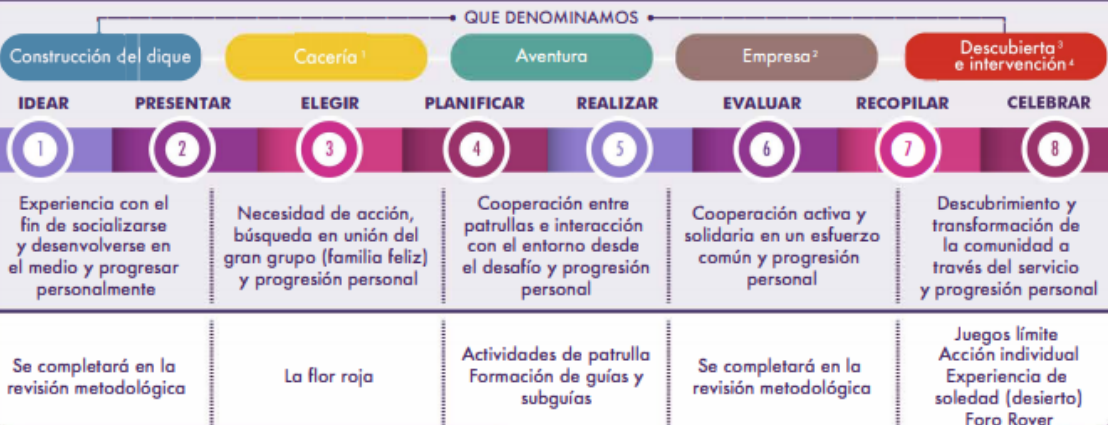 QUE DENOMINAMOS
Construcción del dique
Cacería ¹
Aventura
Empresa ²
Descubierta ³
e intervención ⁴
IDEAR
PRESENTAR
ELEGIR
PLANIFICAR
REALIZAR
EVALUAR
RECOPILAR
CELEBRAR
1
2
3
4
5
6
7
8
Experiencia con el
fin de socializarse
y desenvolverse en
el medio y progresar
personalmente
Necesidad de acción,
búsqueda en unión del
gran grupo (familia feliz)
y progresión personal
Cooperación entre
patrullas e interacción
con el entorno desde
el desafío y progresión
personal
Cooperación activa y
solidaria en un esfuerzo
común y progresión
personal
Descubrimiento y
transformación de
la comunidad a
través del servicio
y progresión personal
Se completará en la
revisión metodológica
La flor roja
Actividades de patrulla
Formación de guías y
subguías
Se completará en la
revisión metodológica
Juegos límite
Acción individual
Experiencia de
soledad (desierto)
Foro Rover